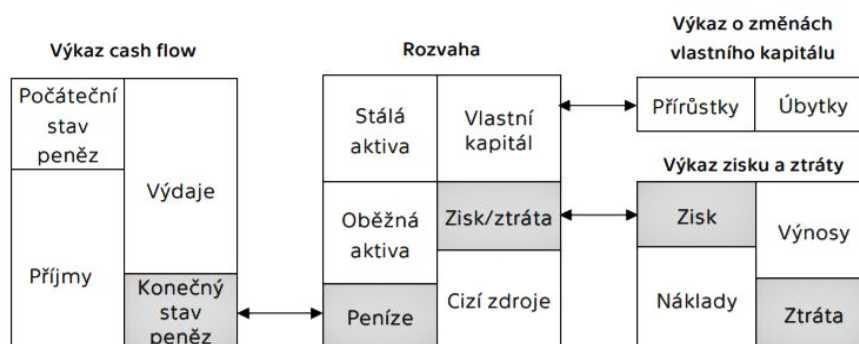 Výkaz cash flow
Počáteční
stav
peněz
Příjmy
Výdaje
Konečný
stav
peněz
Rozvaha
Stálá
aktiva
Oběžná
aktiva
Peníze
Vlastní
kapitál
Zisk/ztráta
Cizí zdroje
Výkaz o změnách
vlastního kapitálu
Přírůstky
Úbytky
Výkaz zisku a ztráty
Zisk
Náklady
Výnosy
Ztráta